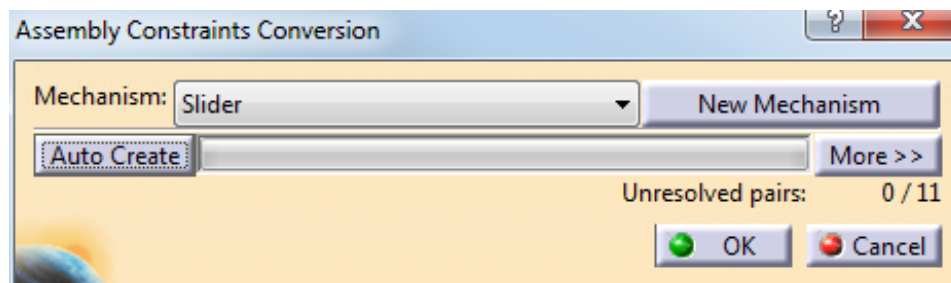 Assembly Constraints Conversion
Mechanism: Slider New Mechanism
Auto Create More >>
Unresolved pairs: 0 / 11
OK Cancel